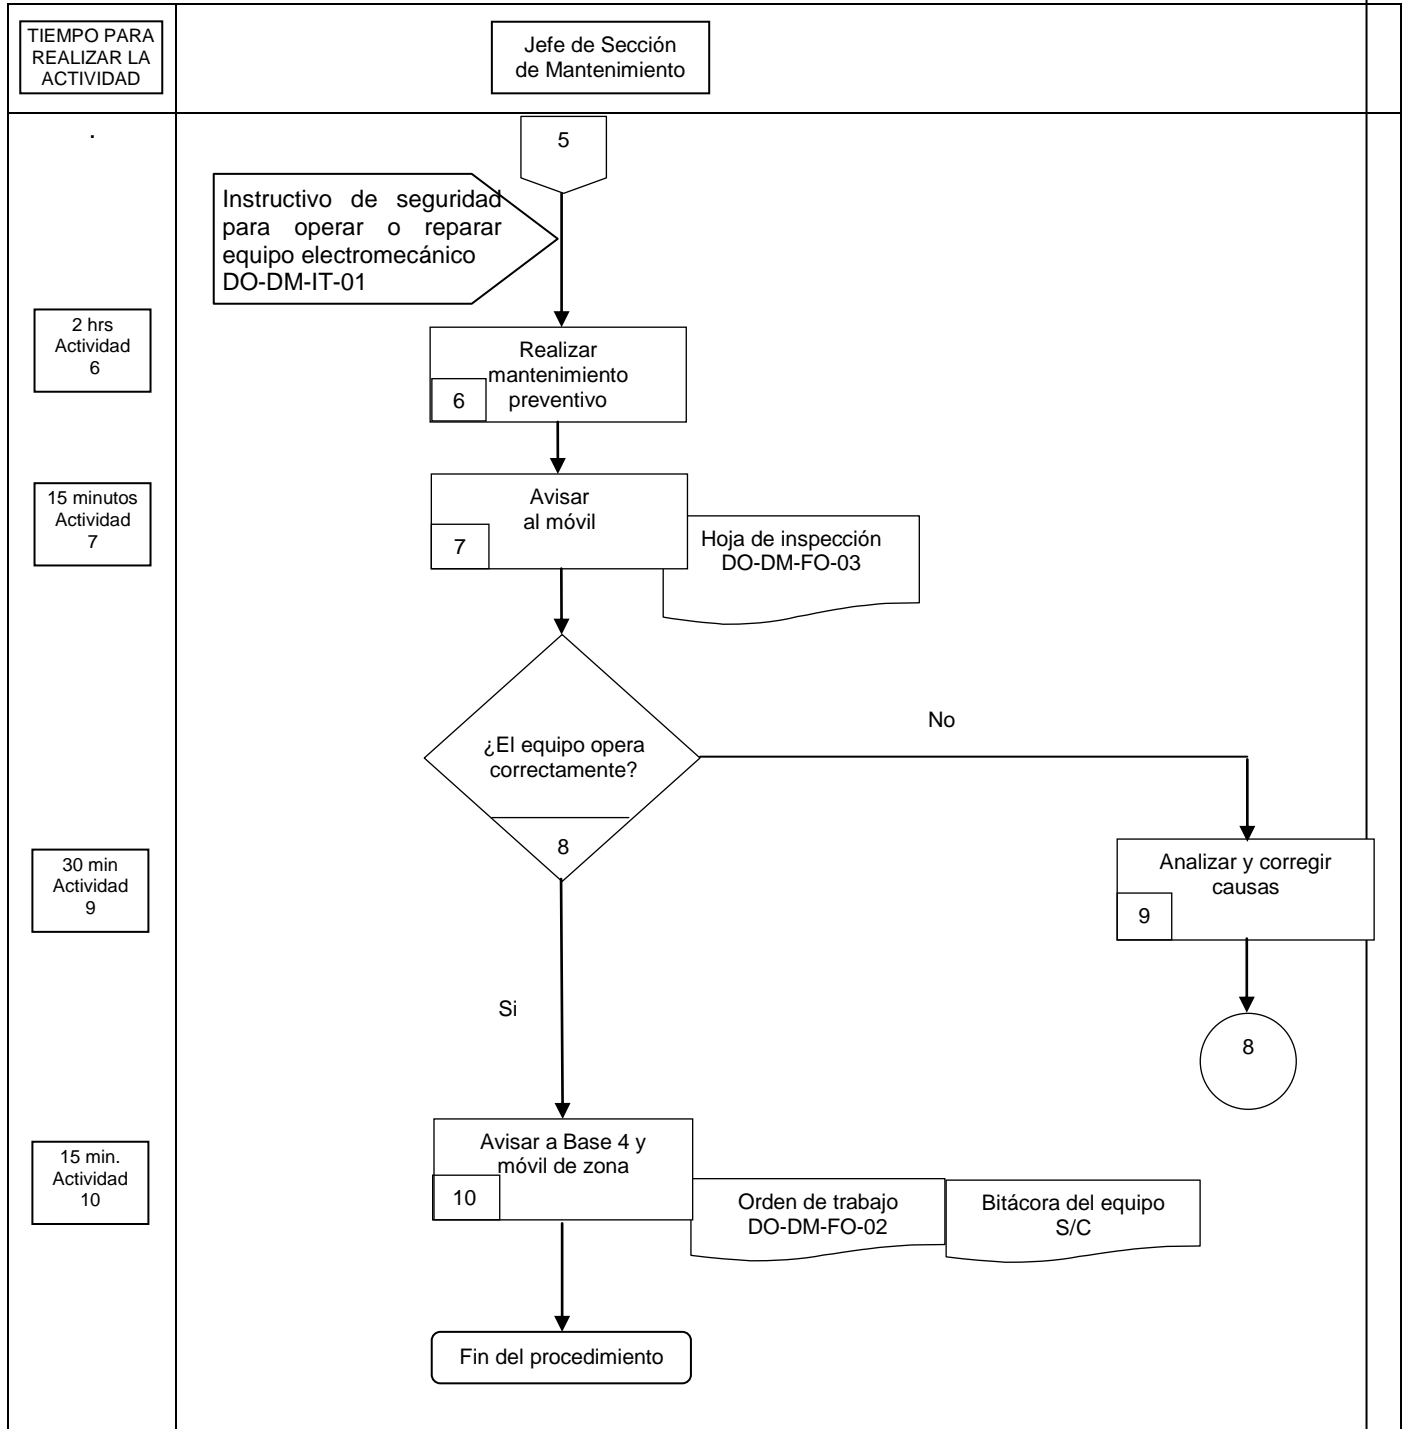 TIEMPO PARA
REALIZAR LA
ACTIVIDAD
Jefe de Sección
de Mantenimiento
.
5
Instructivo de seguridad
para operar o reparar
equipo electromecánico
DO-DM-IT-01
2 hrs
Actividad
6
Realizar
mantenimiento
preventivo
6
15 minutos
Actividad
7
Avisar
al móvil
7
Hoja de inspección
DO-DM-FO-03
¿El equipo opera
correctamente?
8
No
30 min
Actividad
9
Analizar y corregir
causas
9
Si
8
15 min.
Actividad
10
Avisar a Base 4 y
móvil de zona
10
Orden de trabajo
DO-DM-FO-02
Bitácora del equipo
S/C
Fin del procedimiento